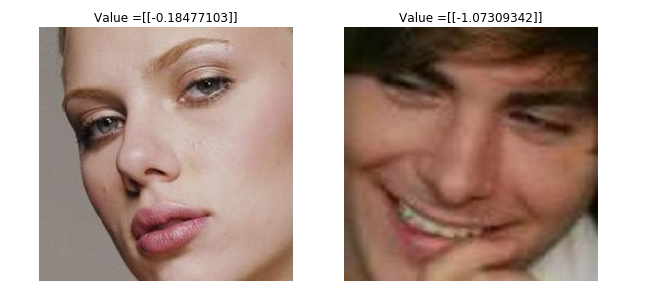 Value =[[-0.18477103]]
Value =[[-1.07309342]]